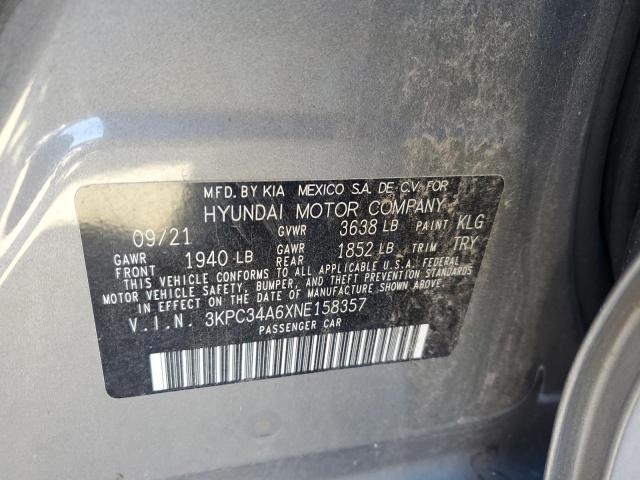 MFD. BY KIA MEXICO S.A. DE C.V. FOR
HYUNDAI MOTOR COMPANY
09/21 GVWR 3638 LB PAINT KLG
GAWR FRONT 1940 LB GAWR REAR 1852 LB TRIM TRY
THIS VEHICLE CONFORMS TO ALL APPLICABLE U.S.A. FEDERAL
MOTOR VEHICLE SAFETY, BUMPER, AND THEFT PREVENTION STANDARDS
IN EFFECT ON THE DATE OF MANUFACTURE SHOWN ABOVE.
V.I.N. 3KPC34A6XNE158357
PASSENGER CAR